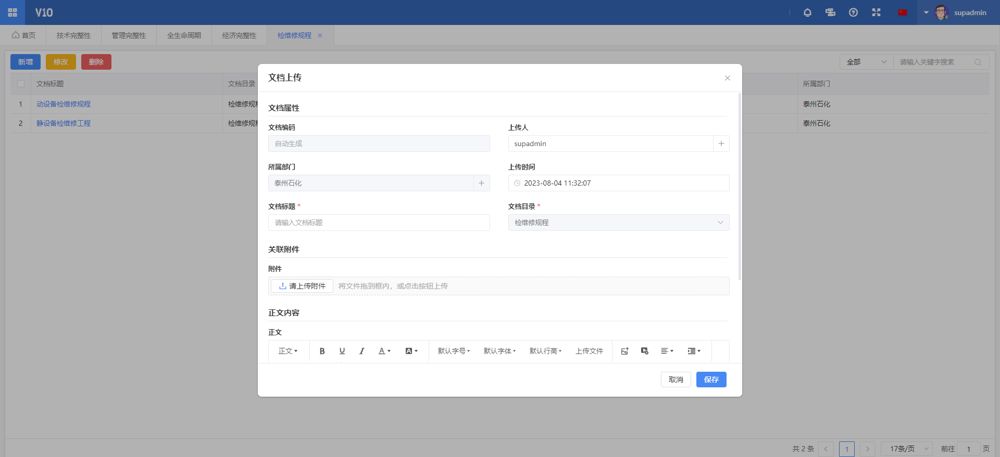 V10
supadmin
首页
技术完整性
管理完整性
全生命周期
经济完整性
检维修规程
新增
修改
删除
全部
请输入关键字搜索
文档标题
文档目录
所属部门
1
动设备检维修规程
检维修规程
泰州石化
2
静设备检维修工程
检维修规程
泰州石化
文档上传
文档属性
文档编码
上传人
自动生成
supadmin
所属部门
上传时间
泰州石化
2023-08-04 11:32:07
文档标题 *
文档目录 *
请输入文档标题
检维修规程
关联附件
附件
请上传附件
将文件拖到框内，或点击按钮上传
正文内容
正文
正文
B
U
I
A
A
默认字号
默认字体
默认行高
上传文件
取消
保存
共 2 条
1
17条/页
前往
1
页